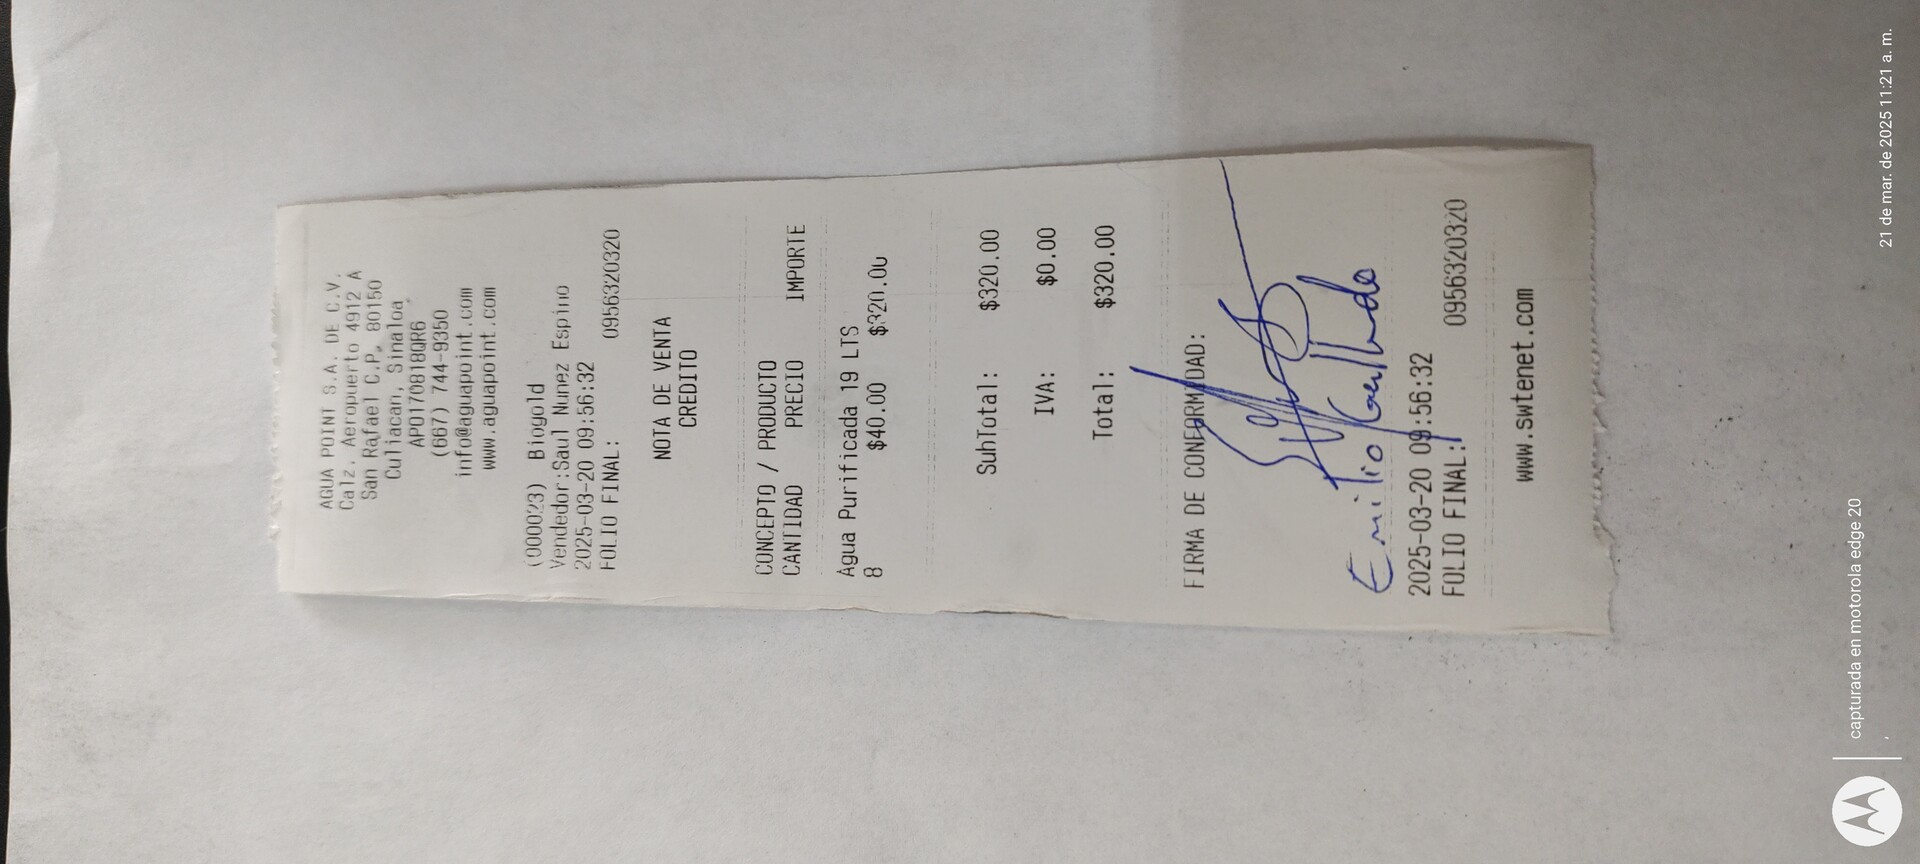 AGUA POINT S.A. DE C.V.
Calz. Aeropuerto 4912 A
San Rafael C.P. 80150
Culiacan, Sinaloa
APO170818QR6
(667) 744-9350
info@aguapoint.com
www.aguapoint.com
(000023) Biogold
Vendedor:Saul Nunez Espino
2025-03-20 09:56:32
FOLIO FINAL: 0956320320
NOTA DE VENTA
CREDITO
CONCEPTO / PRODUCTO
CANTIDAD PRECIO IMPORTE
Agua Purificada 19 LTS
8 $40.00 $320.00
SubTotal: $320.00
IVA: $0.00
Total: $320.00
FIRMA DE CONFORMIDAD:
Emilio
2025-03-20 09:56:32
FOLIO FINAL: 0956320320
www.swtenet.com
capturada en motorola edge 20
21 de mar. de 2025 11:21 a. m.